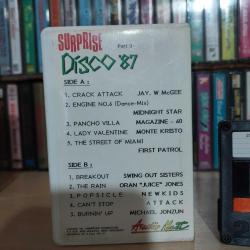 SURPRISE
Part II
DISCO '87
SIDE A :
1. CRACK ATTACK JAY. W McGEE
2. ENGINE NO.6 (Dance-Mix)
MIDNIGHT STAR
3. PANCHO VILLA MAGAZINE - 60
4. LADY VALENTINE MONTE KRISTO
5. THE STREET OF MIAMI
FIRST PATROL
SIDE B :
1. BREAKOUT SWING OUT SISTERS
2. THE RAIN ORAN "JUICE" JONES
3. POPSICLE NEWKIDS
4. CAN'T STOP ATTACK
5. BURNIN' UP MICHAEL JONZUN